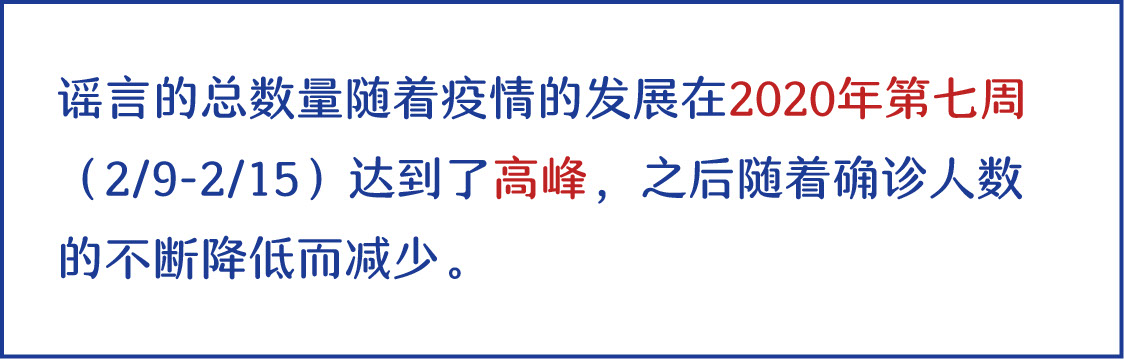 谣言的总数量随着疫情的发展在2020年第七周
（2/9-2/15）达到了高峰，之后随着确诊人数
的不断降低而减少。